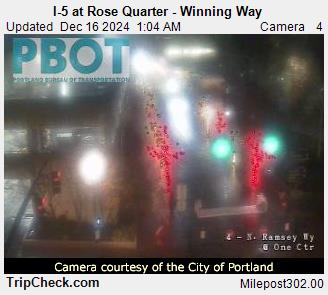 I-5 at Rose Quarter - Winning Way
Updated Dec 16 2024 1:04 AM Camera 4
PBOT
PORTLAND BUREAU OF TRANSPORTATION
4 - N. Ramsey Wy
@ One Ctr
Camera courtesy of the City of Portland
TripCheck.com Milepost302.00